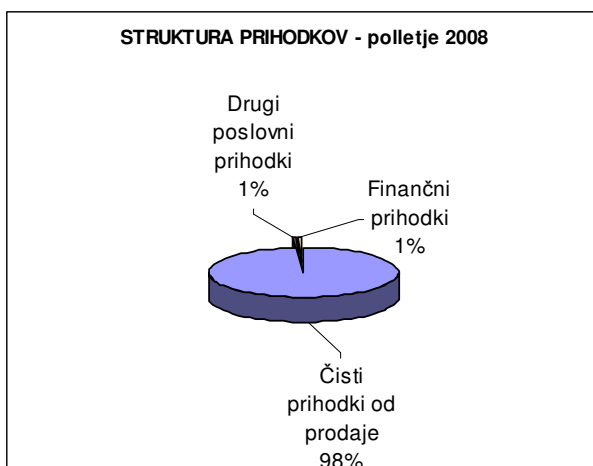 STRUKTURA PRIHODKOV - polletje 2008
Drugi
poslovni
prihodki
1%
Finančni
prihodki
1%
Čisti
prihodki od
prodaje
98%